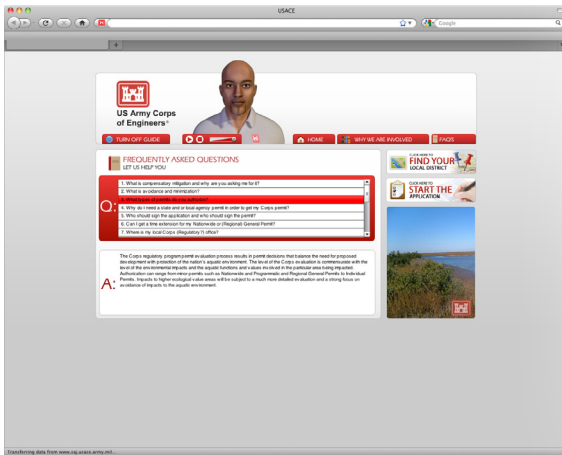 USACE
Google
+
US Army Corps
of Engineers®
TURN OFF GUIDE
HOME
WHY WE ARE INVOLVED
FAQS
FREQUENTLY ASKED QUESTIONS
LET US HELP YOU
Q:
1. What is compensatory mitigation and why are you asking me for it?
2. What is avoidance and minimization?
3. What types of permits do you authorize?
4. Why do I need a state and or local agency permit in order to get my Corps permit?
5. Who should sign the application and who should sign the permit?
6. Can I get a time extension for my Nationwide or (Regional) General Permit?
7. Where is my local Corps (Regulatory?) office?
A:
The Corps regulatory program permit evaluation process results in permit decisions that balance the need for proposed
development with protection of the nation's aquatic environment. The level of the Corps evaluation is commensurate with the
level of the environmental impacts and the aquatic functions and values involved in the particular area being impacted.
Authorization can range from minor permits such as Nationwide and Programmatic and Regional General Permits to Individual
Permits. Impacts to higher ecological value areas will be subject to a much more detailed evaluation and a strong focus on
avoidance of impacts to the aquatic environment.
CLICK HERE TO
FIND YOUR
LOCAL DISTRICT
CLICK HERE TO
START THE
APPLICATION
Transferring data from www.saj.usace.army.mil...